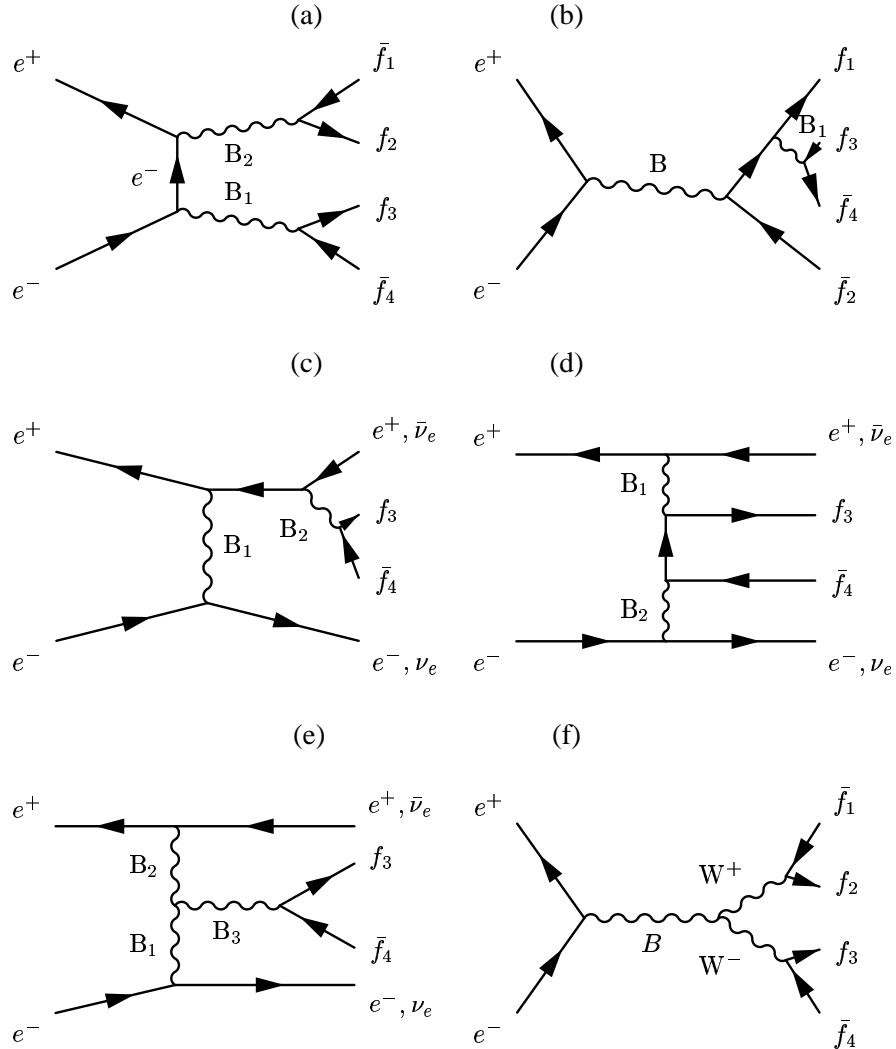 (a)
e+
f̄₁
B₂
f₂
e−
B₁
f₃
e−
f̄₄
(b)
e+
f₁
B₁
f₃
B
f̄₄
e−
f̄₂
(c)
e⁺
e⁺, ν̄ₑ
B₂
f₃
B₁
f̄₄
e⁻
e⁻, νₑ
(d)
e⁺
e⁺, ν̄ₑ
B₁
f₃
f̄₄
B₂
e⁻
e⁻, νₑ
(e)
e⁺
e⁺, ν̄ₑ
B₂
f₃
B₁
B₃
f̄₄
e⁻
e⁻, νₑ
(f)
e⁺
f̄₁
W⁺
f₂
B
W⁻
f₃
e⁻
f̄₄